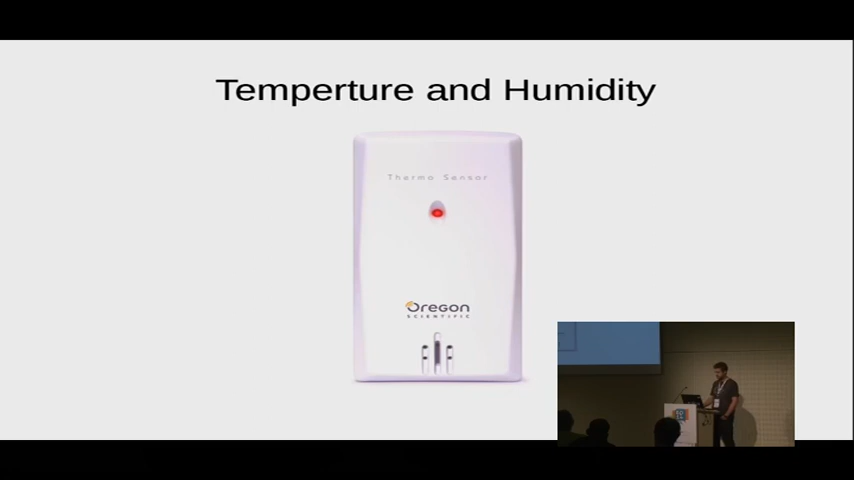 Temperture and Humidity
Thermo Sensor
Oregon
SCIENTIFIC